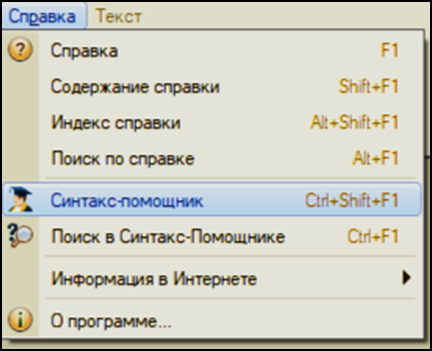 Справка Текст
Справка F1
Содержание справки Shift+F1
Индекс справки Alt+Shift+F1
Поиск по справке Alt+F1
Синтакс-помощник Ctrl+Shift+F1
Поиск в Синтакс-Помощнике Ctrl+F1
Информация в Интернете
О программе...